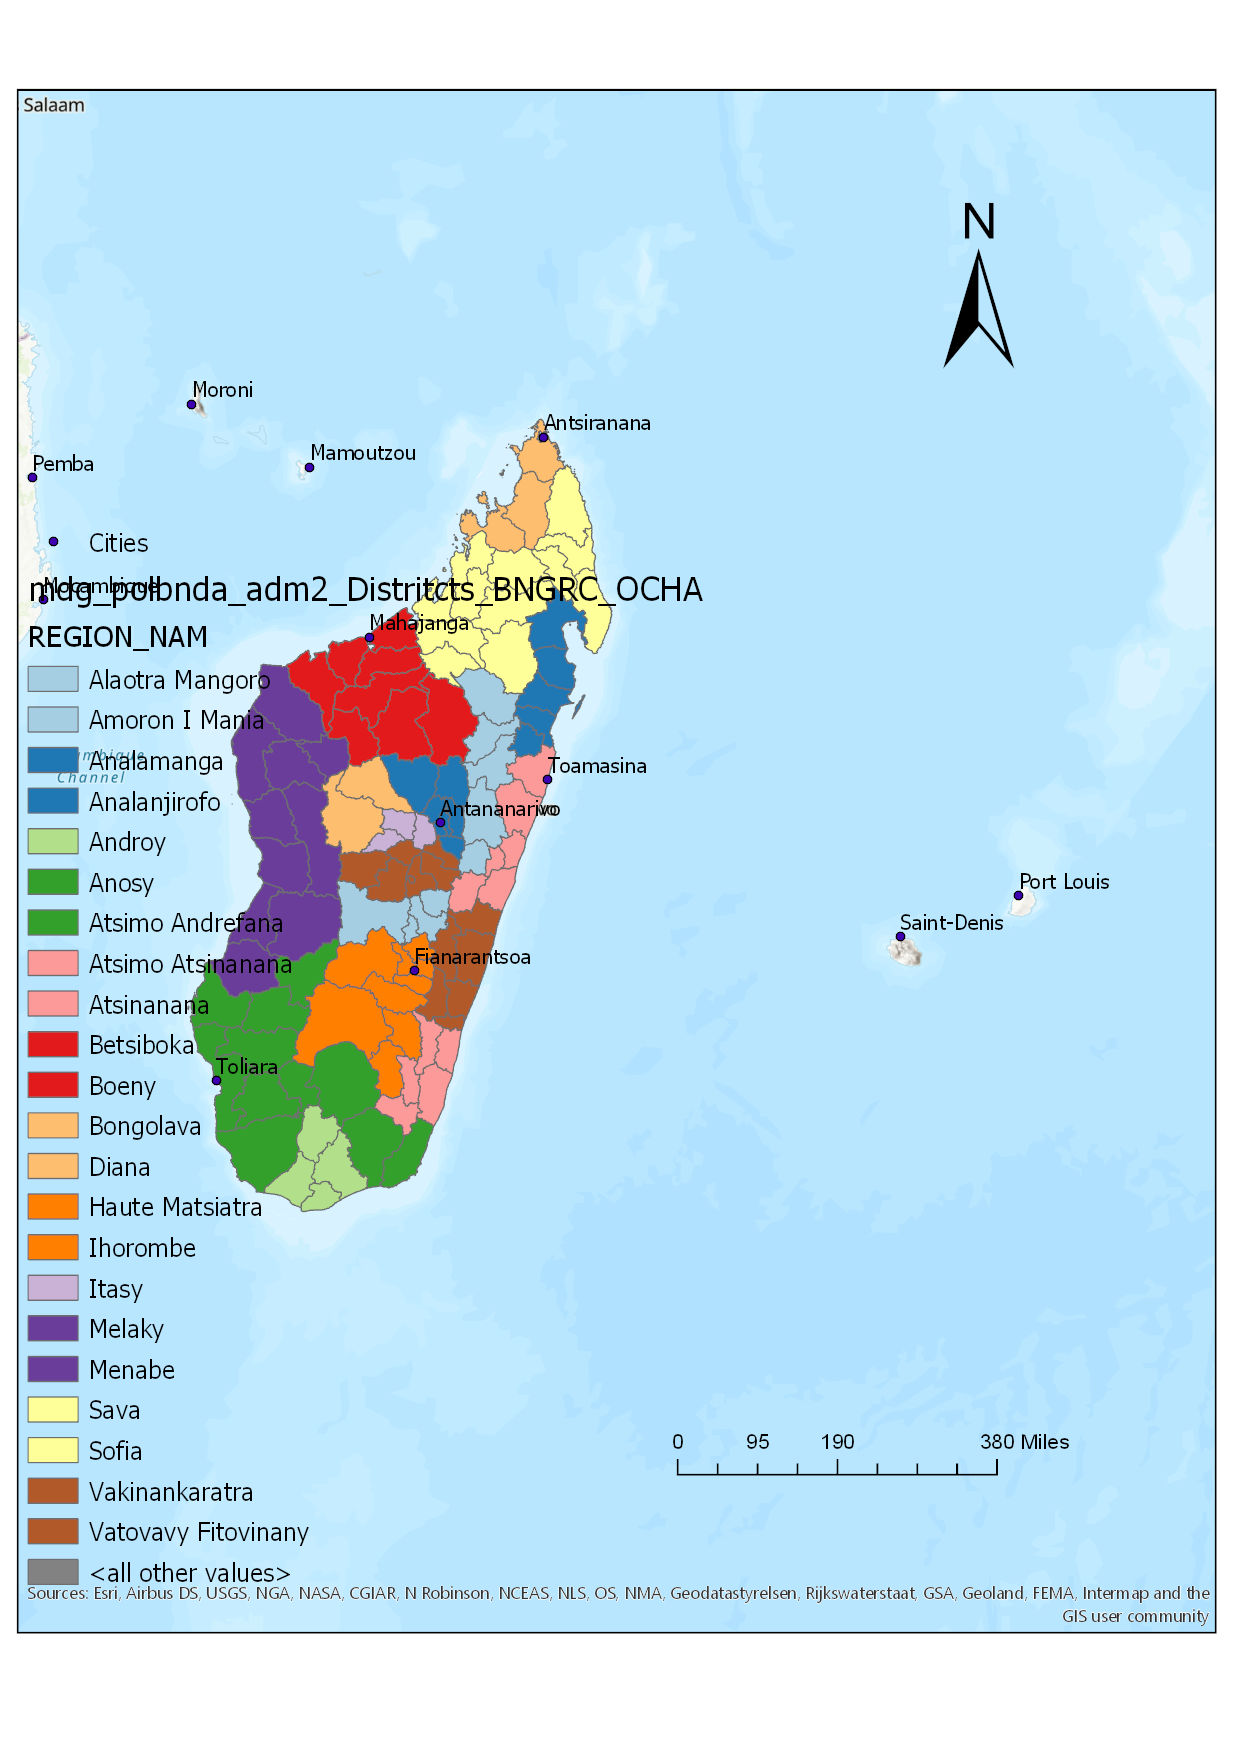 Salaam
N
Moroni
Antsiranana
Mamoutzou
Pemba
Cities
Mocambique
mdg_polbnda_adm2_Distritcts_BNGRC_OCHA
Mahajanga
REGION_NAM
Alaotra Mangoro
Amoron I Mania
Channel
Analamanga
Toamasina
Analanjirofo
Antananarivo
Androy
Anosy
Port Louis
Atsimo Andrefana
Saint-Denis
Atsimo Atsinanana
Fianarantsoa
Atsinanana
Betsiboka
Toliara
Boeny
Bongolava
Diana
Haute Matsiatra
Ihorombe
Itasy
Melaky
Menabe
Sava
Sofia
0 95 190 380 Miles
Vakinankaratra
Vatovavy Fitovinany
<all other values>
Sources: Esri, Airbus DS, USGS, NGA, NASA, CGIAR, N Robinson, NCEAS, NLS, OS, NMA, Geodatastyrelsen, Rijkswaterstaat, GSA, Geoland, FEMA, Intermap and the
GIS user community